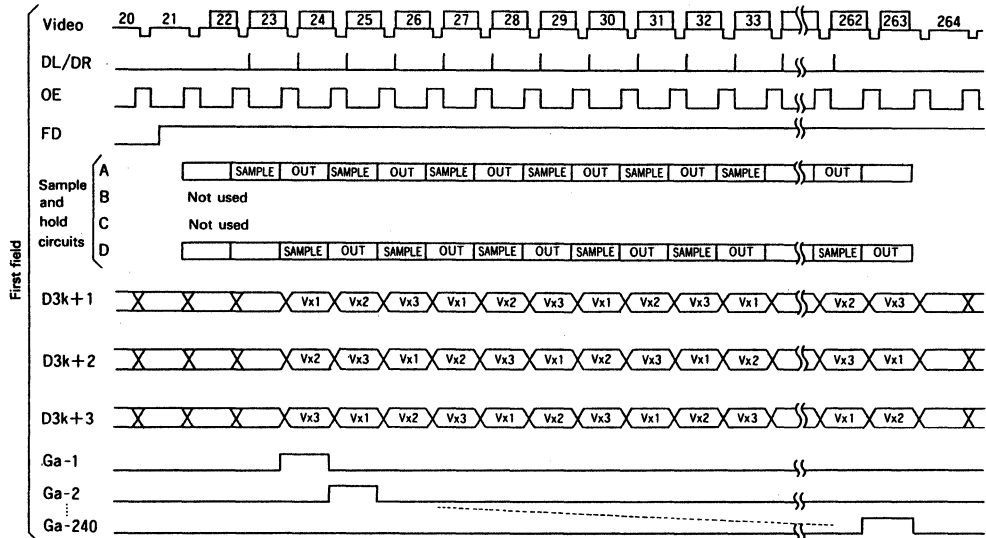 First field
Video 20 21 22 23 24 25 26 27 28 29 30 31 32 33 262 263 264
DL/DR
OE
FD
Sample and hold circuits
A SAMPLE OUT SAMPLE OUT SAMPLE OUT SAMPLE OUT SAMPLE OUT SAMPLE OUT
B Not used
C Not used
D SAMPLE OUT SAMPLE OUT SAMPLE OUT SAMPLE OUT SAMPLE OUT SAMPLE OUT
D3k+1 Vx1 Vx2 Vx3 Vx1 Vx2 Vx3 Vx1 Vx2 Vx3 Vx1 Vx2 Vx3
D3k+2 Vx2 Vx3 Vx1 Vx2 Vx3 Vx1 Vx2 Vx3 Vx1 Vx2 Vx3 Vx1
D3k+3 Vx3 Vx1 Vx2 Vx3 Vx1 Vx2 Vx3 Vx1 Vx2 Vx3 Vx1 Vx2
Ga-1
Ga-2
Ga-240